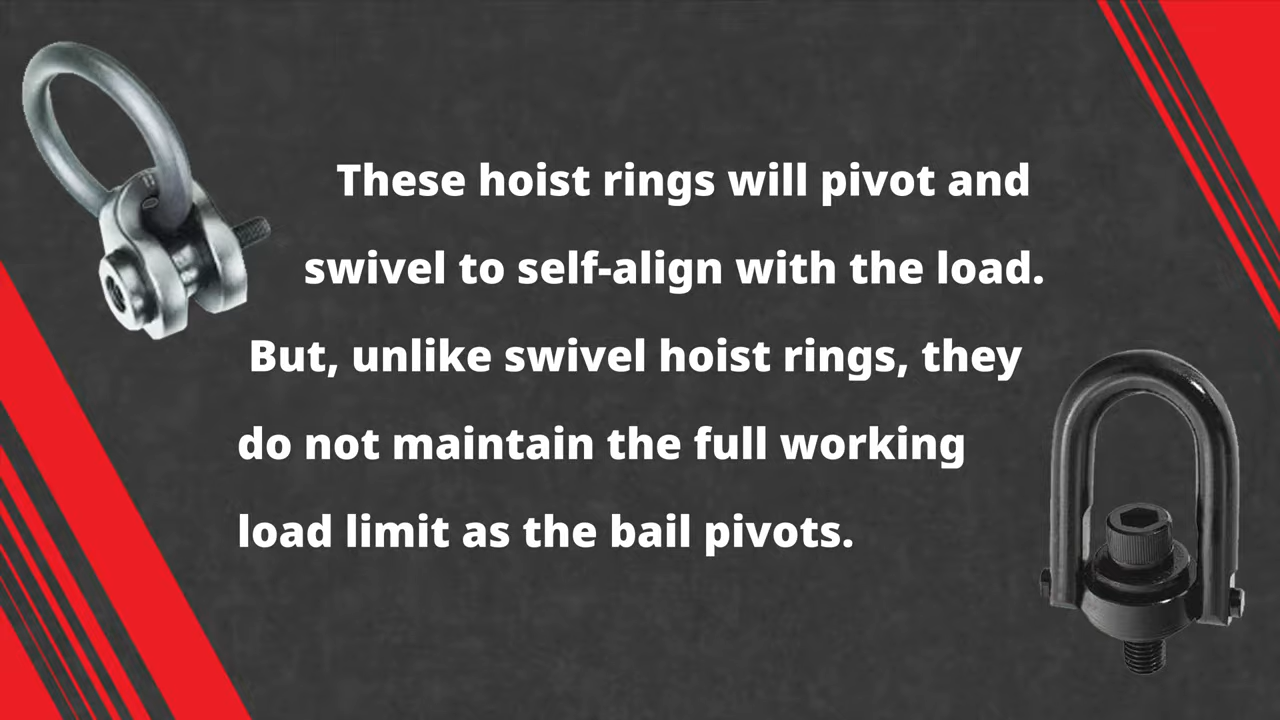 These hoist rings will pivot and
swivel to self-align with the load.
But, unlike swivel hoist rings, they
do not maintain the full working
load limit as the bail pivots.